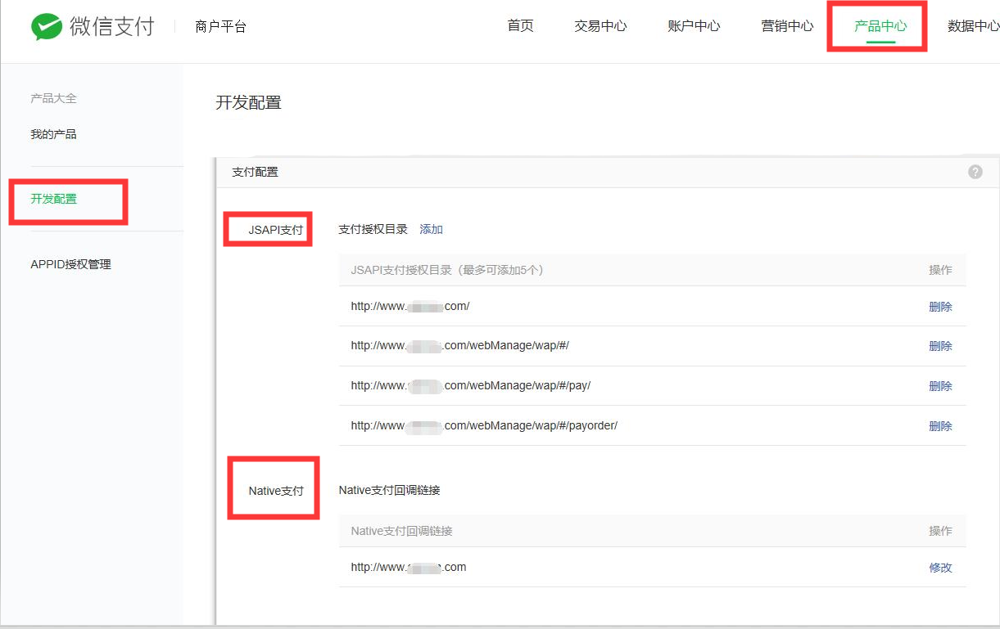 微信支付 商户平台 首页 交易中心 账户中心 营销中心 产品中心 数据中心
产品大全
我的产品
开发配置
APPID授权管理
开发配置
支付配置 ?
JSAPI支付 支付授权目录 添加
JSAPI支付授权目录（最多可添加5个） 操作
http://www. .com/ 删除
http://www. .com/webManage/wap/#/ 删除
http://www. .com/webManage/wap/#/pay/ 删除
http://www .com/webManage/wap/#/payorder/ 删除
Native支付 Native支付回调链接
Native支付回调链接 操作
http://www. .com 修改